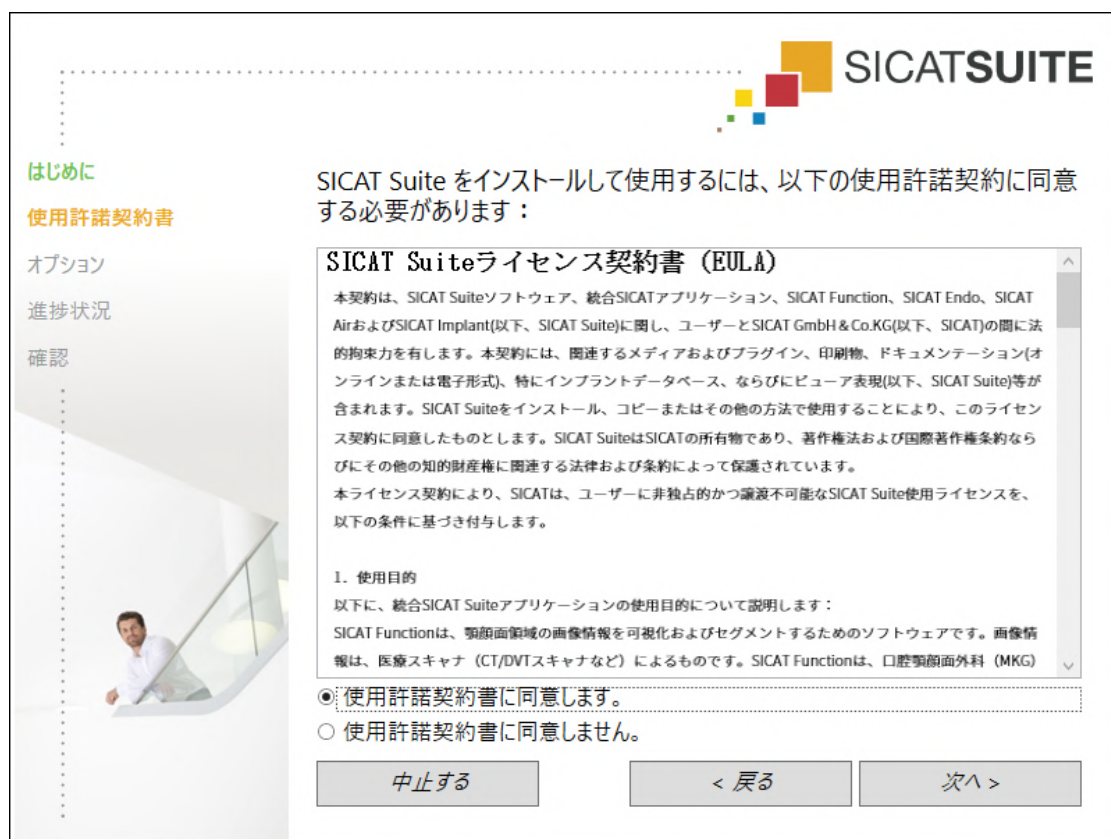 SICATSUITE
はじめに
使用許諾契約書
オプション
進捗状況
確認
SICAT Suite をインストールして使用するには、以下の使用許諾契約に同意
する必要があります：
SICAT Suiteライセンス契約書 (EULA)
本契約は、SICAT Suiteソフトウェア、統合SICATアプリケーション、SICAT Function、SICAT Endo、SICAT
AirおよびSICAT Implant(以下、SICAT Suite)に関し、ユーザーとSICAT GmbH & Co.KG(以下、SICAT)の間に法
的拘束力を有します。本契約には、関連するメディアおよびプラグイン、印刷物、ドキュメンテーション(オ
ンラインまたは電子形式)、特にインプラントデータベース、ならびにビューア表現(以下、SICAT Suite)等が
含まれます。SICAT Suiteをインストール、コピーまたはその他の方法で使用することにより、このライセン
ス契約に同意したものとします。SICAT SuiteはSICATの所有物であり、著作権法および国際著作権条約なら
びにその他の知的財産権に関連する法律および条約によって保護されています。
本ライセンス契約により、SICATは、ユーザーに非独占的かつ譲渡不可能なSICAT Suite使用ライセンスを、
以下の条件に基づき付与します。
1. 使用目的
以下に、統合SICAT Suiteアプリケーションの使用目的について説明します：
SICAT Functionは、顎顔面領域の画像情報を可視化およびセグメントするためのソフトウェアです。画像情
報は、医療スキャナ（CT/DVTスキャナなど）によるものです。SICAT Functionは、口腔顎顔面外科（MKG）
使用許諾契約書に同意します。
使用許諾契約書に同意しません。
中止する
< 戻る
次へ >